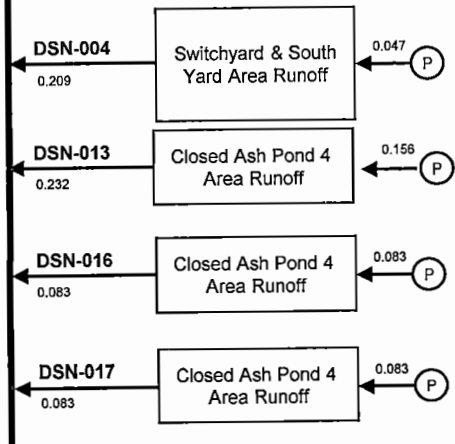 DSN-004
0.209
Switchyard & South
Yard Area Runoff
0.047
P
DSN-013
0.232
Closed Ash Pond 4
Area Runoff
0.156
P
DSN-016
0.083
Closed Ash Pond 4
Area Runoff
0.083
P
DSN-017
0.083
Closed Ash Pond 4
Area Runoff
0.083
P